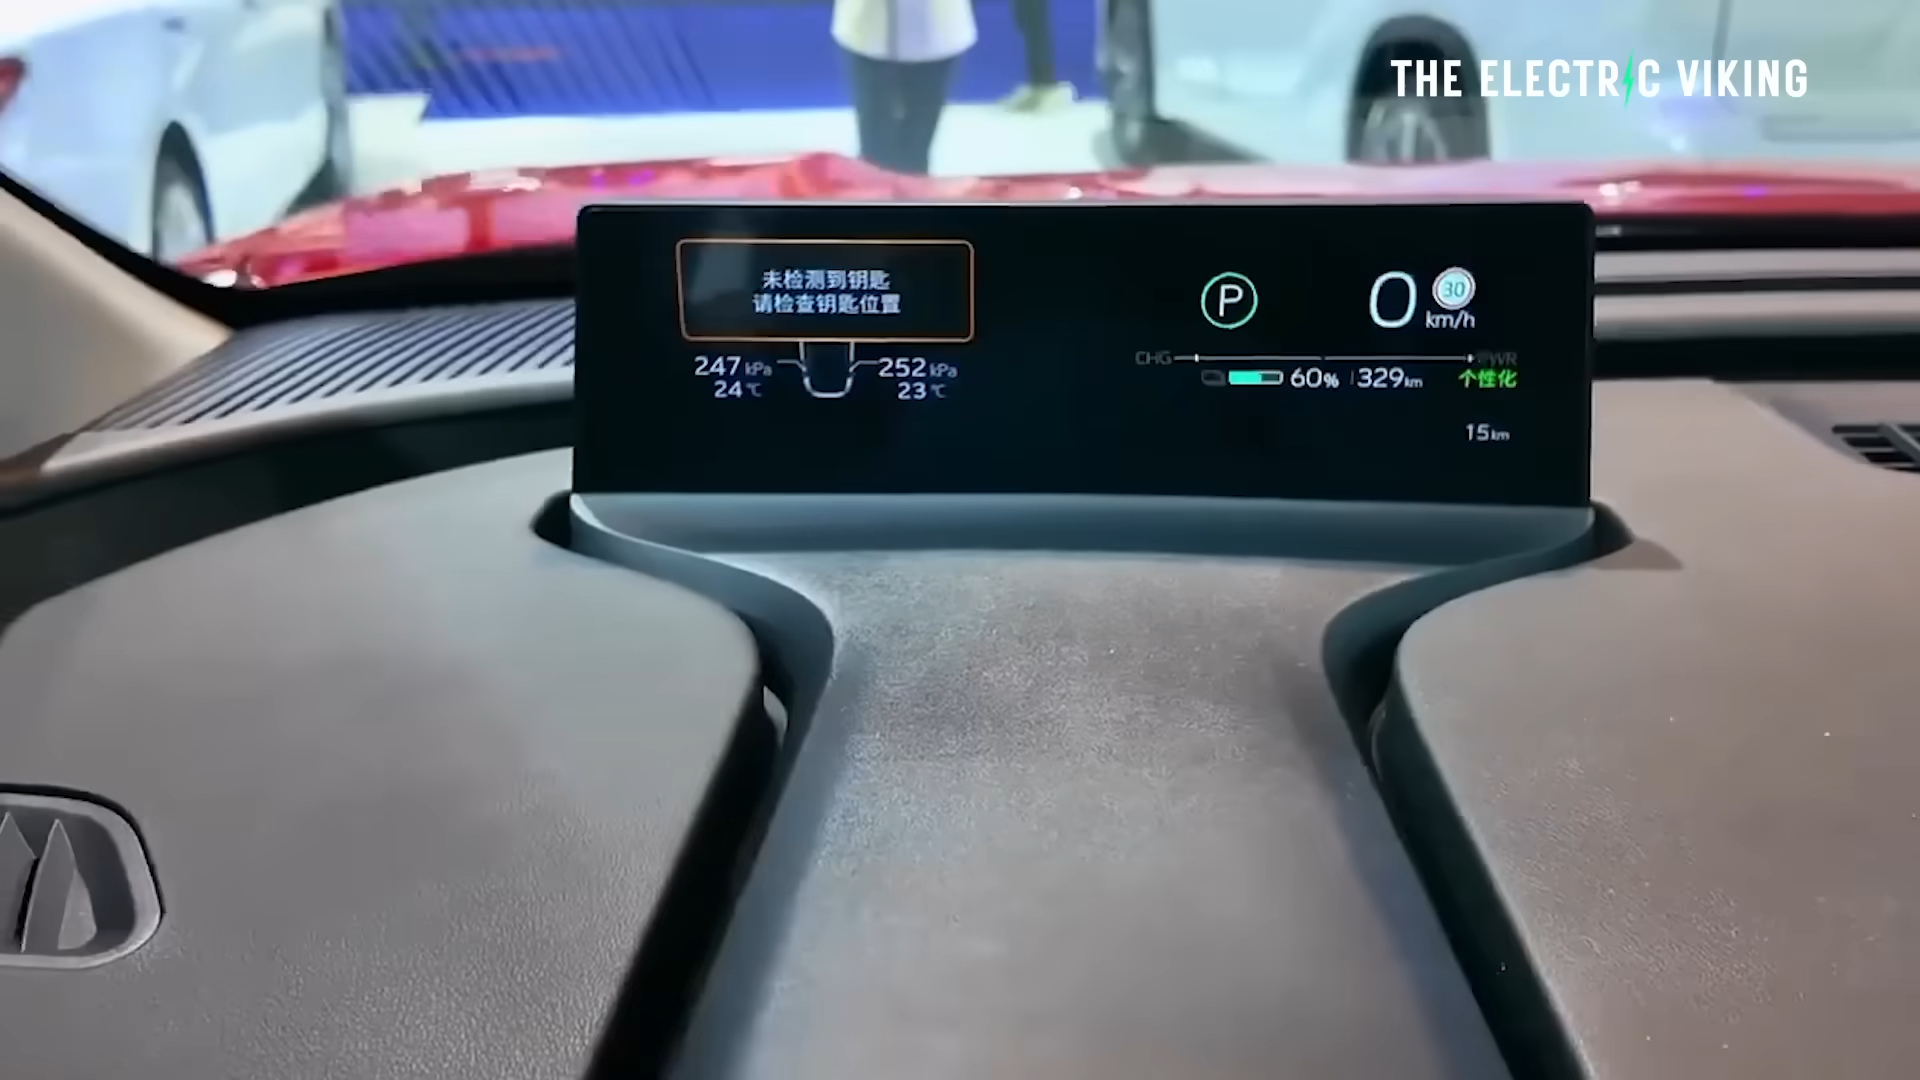 THE ELECTRIC VIKING
未检测到钥匙
请检查钥匙位置
247 kPa
24 ℃
252 kPa
23 ℃
P
0 30
km/h
CHG PWR
60% 329km 个性化
15km